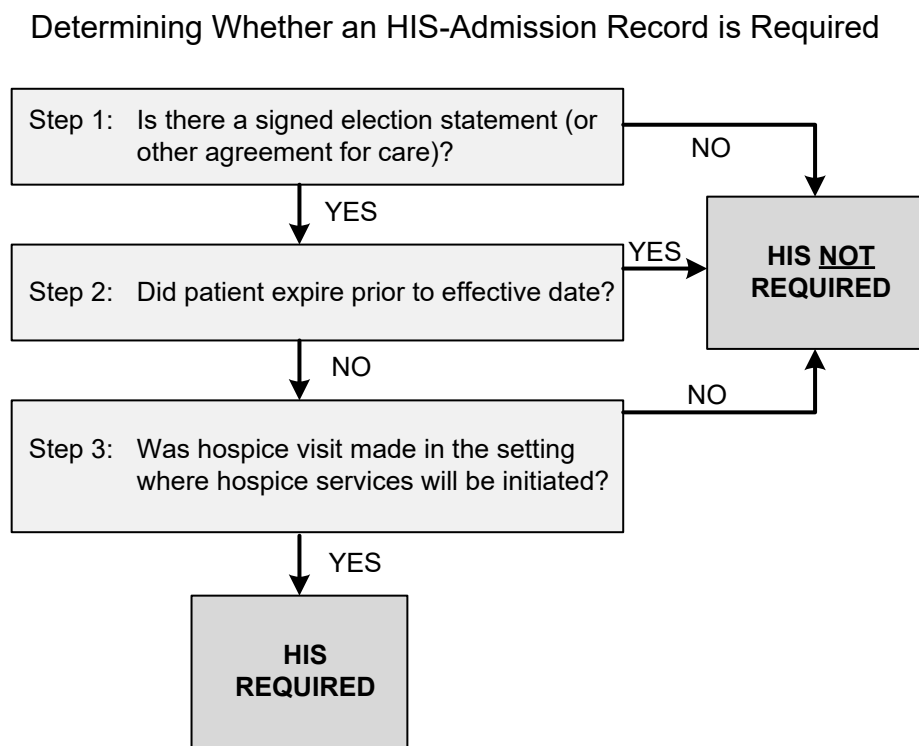 Determining Whether an HIS-Admission Record is Required
Step 1: Is there a signed election statement (or
other agreement for care)?
NO
YES
Step 2: Did patient expire prior to effective date?
YES
HIS NOT
REQUIRED
NO
Step 3: Was hospice visit made in the setting
where hospice services will be initiated?
NO
YES
HIS
REQUIRED